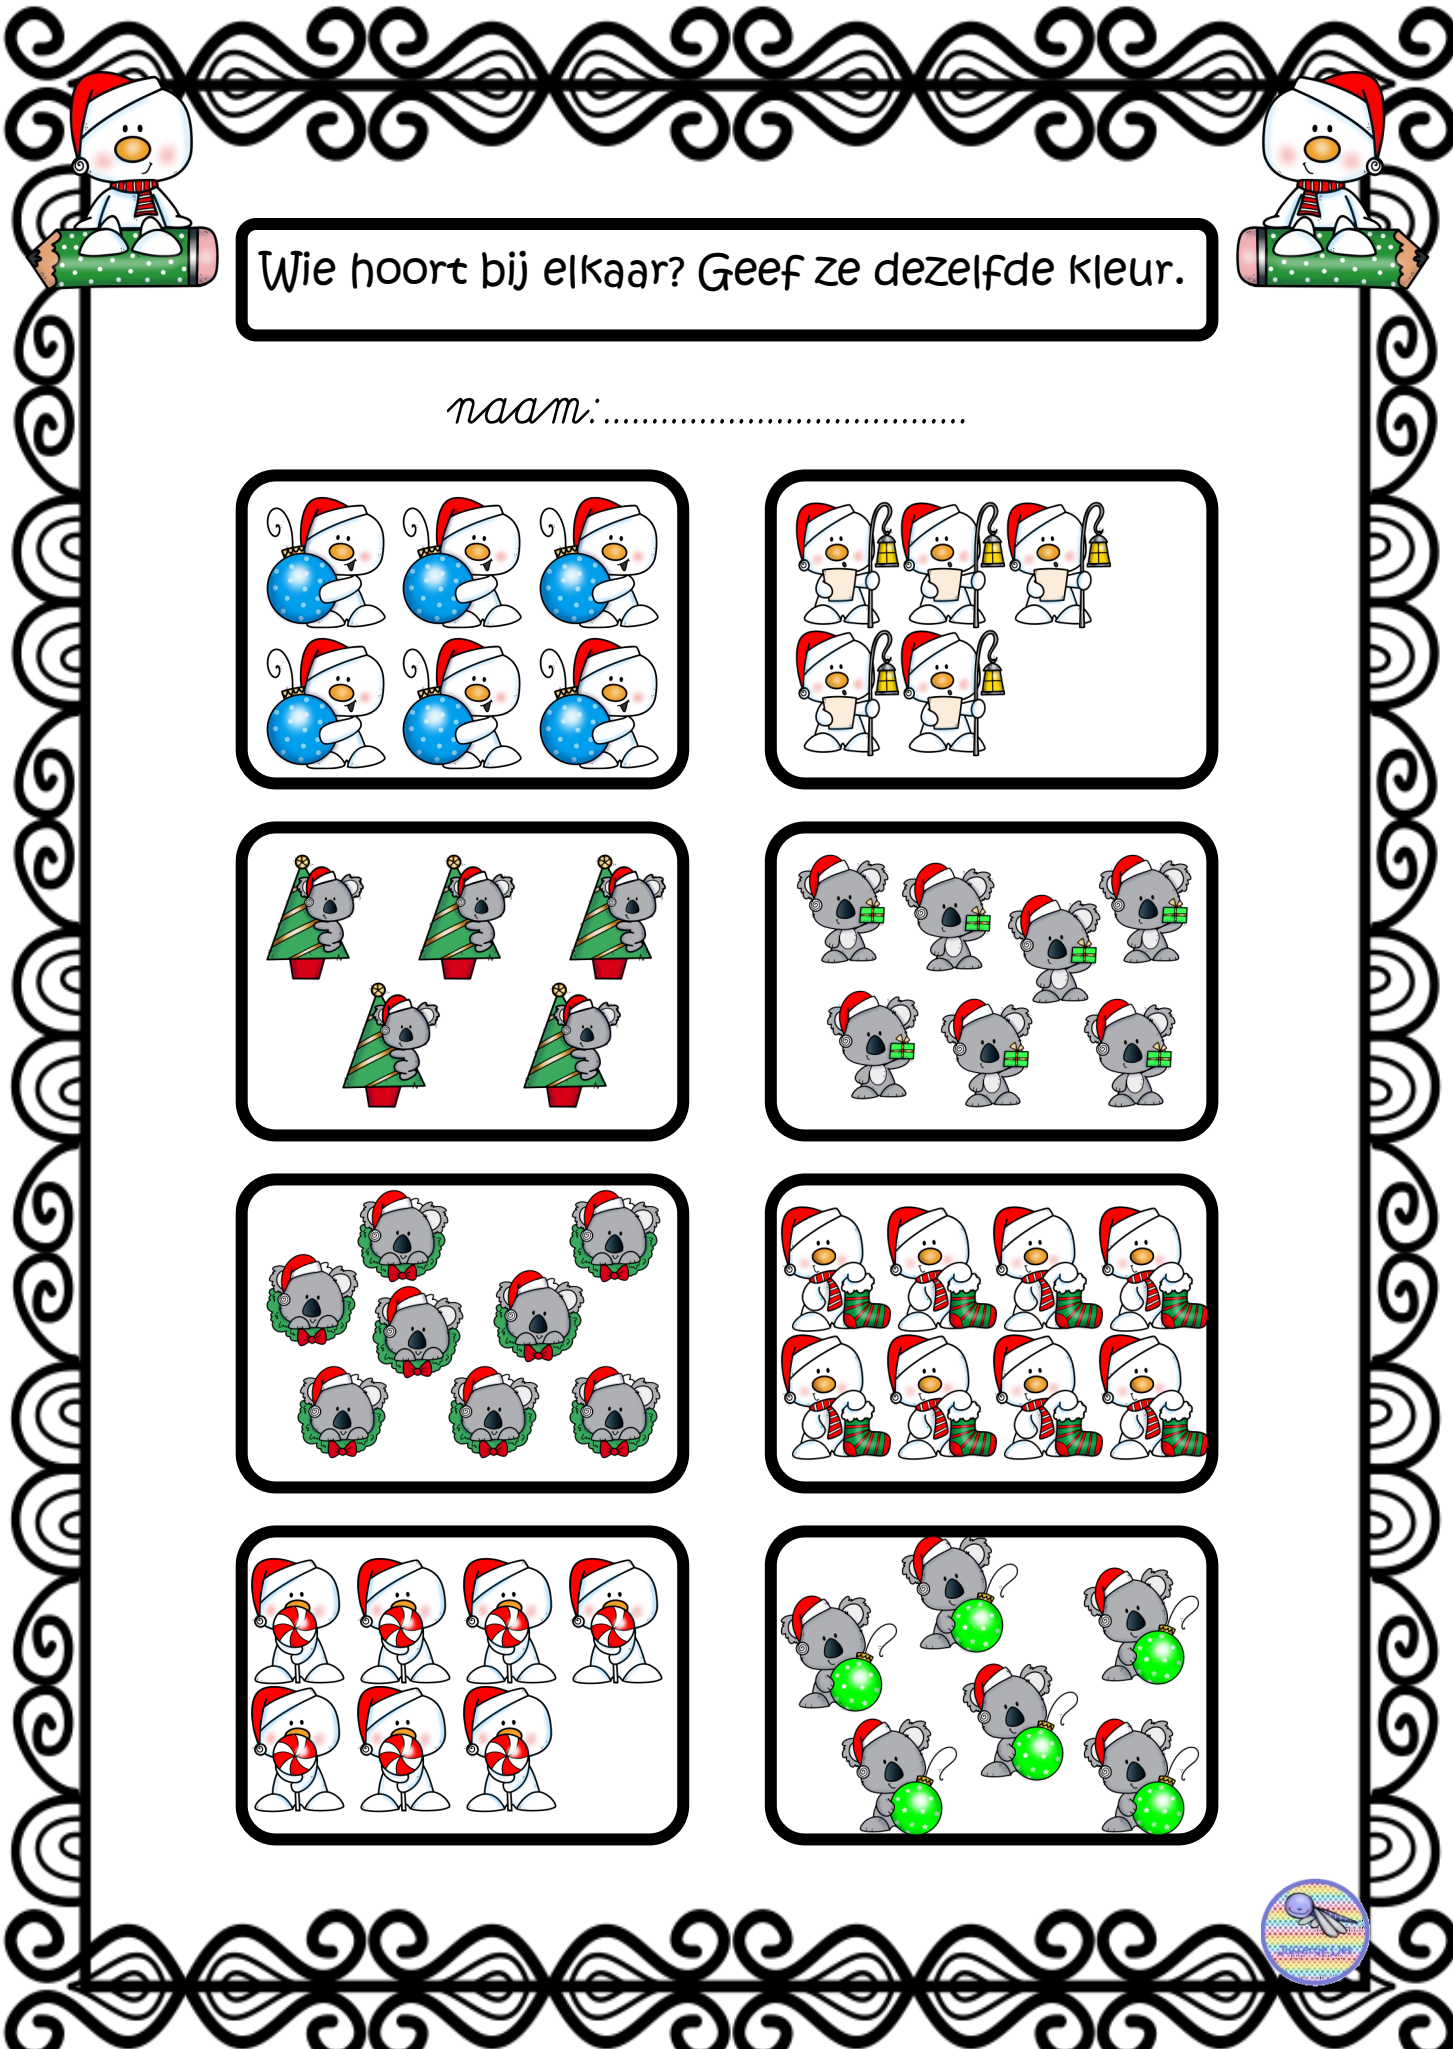 Wie hoort bij elkaar? Geef ze dezelfde kleur.
naam:......................................